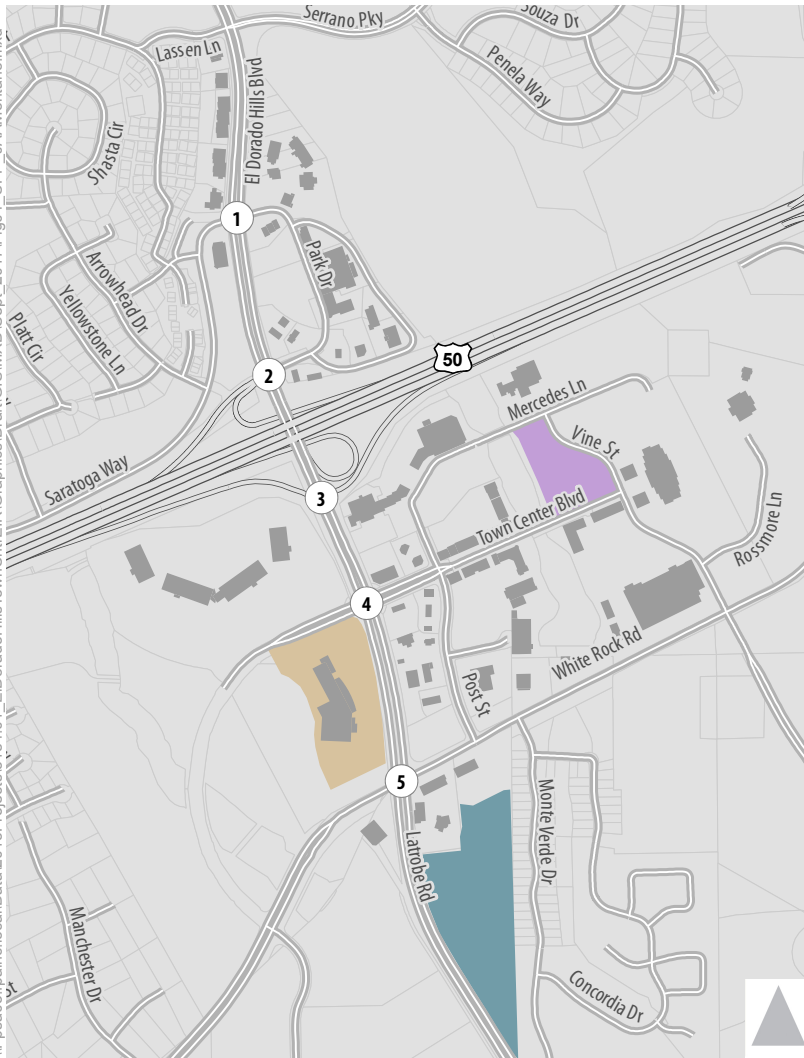 Serrano Pky
Souza Dr
Lassen Ln
El Dorado Hills Blvd
Penela Way
Shasta Cir
1
Park Dr
Arrowhead Dr
Yellowstone Ln
Platt Cir
50
2
Mercedes Ln
Vine St
Saratoga Way
3
Town Center Blvd
Rossmore Ln
4
White Rock Rd
Post St
5
Monte Verde Dr
Latrobe Rd
Manchester Dr
Concordia Dr
St